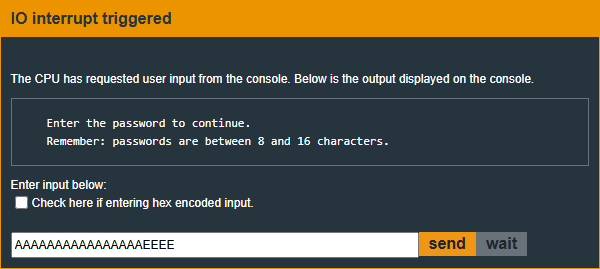 IO interrupt triggered
The CPU has requested user input from the console. Below is the output displayed on the console.
Enter the password to continue.
Remember: passwords are between 8 and 16 characters.
Enter input below:
Check here if entering hex encoded input.
AAAAAAAAAAAAAAAAEEEE send wait